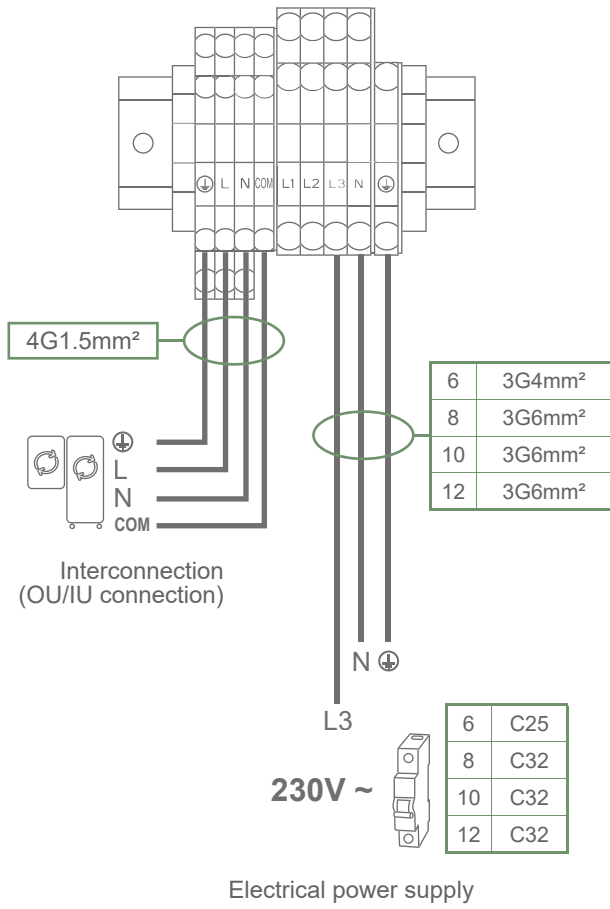 L N COM L1 L2 L3 N
4G1.5mm²
6 3G4mm²
8 3G6mm²
10 3G6mm²
12 3G6mm²
L
N
COM
Interconnection
(OU/IU connection)
N
L3
6 C25
8 C32
10 C32
12 C32
230V ~
Electrical power supply